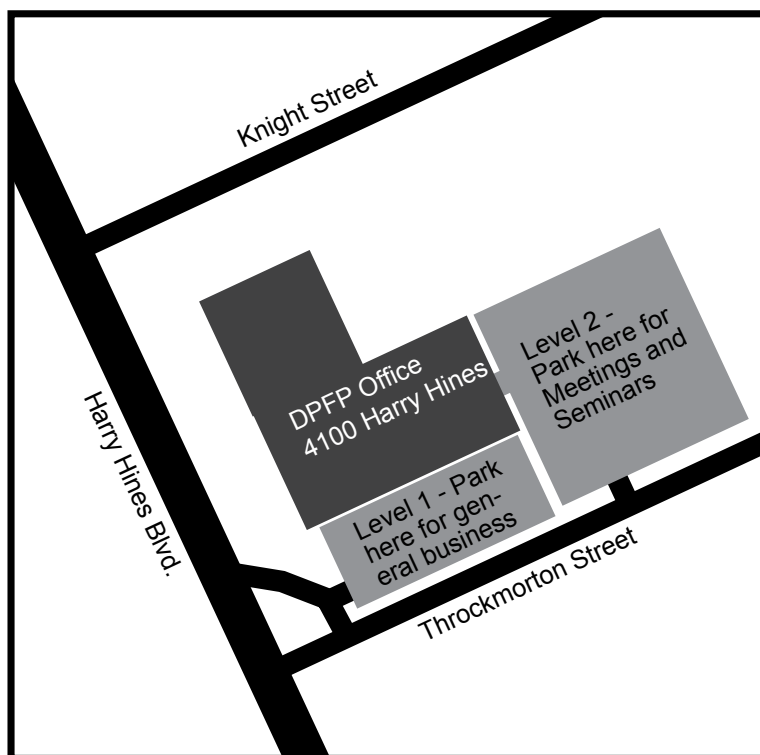 Knight Street
Level 2 -
Park here for
Meetings and
Seminars
DPFP Office
4100 Harry Hines
Harry Hines Blvd.
Level 1 - Park
here for gen-
eral business
Throckmorton Street